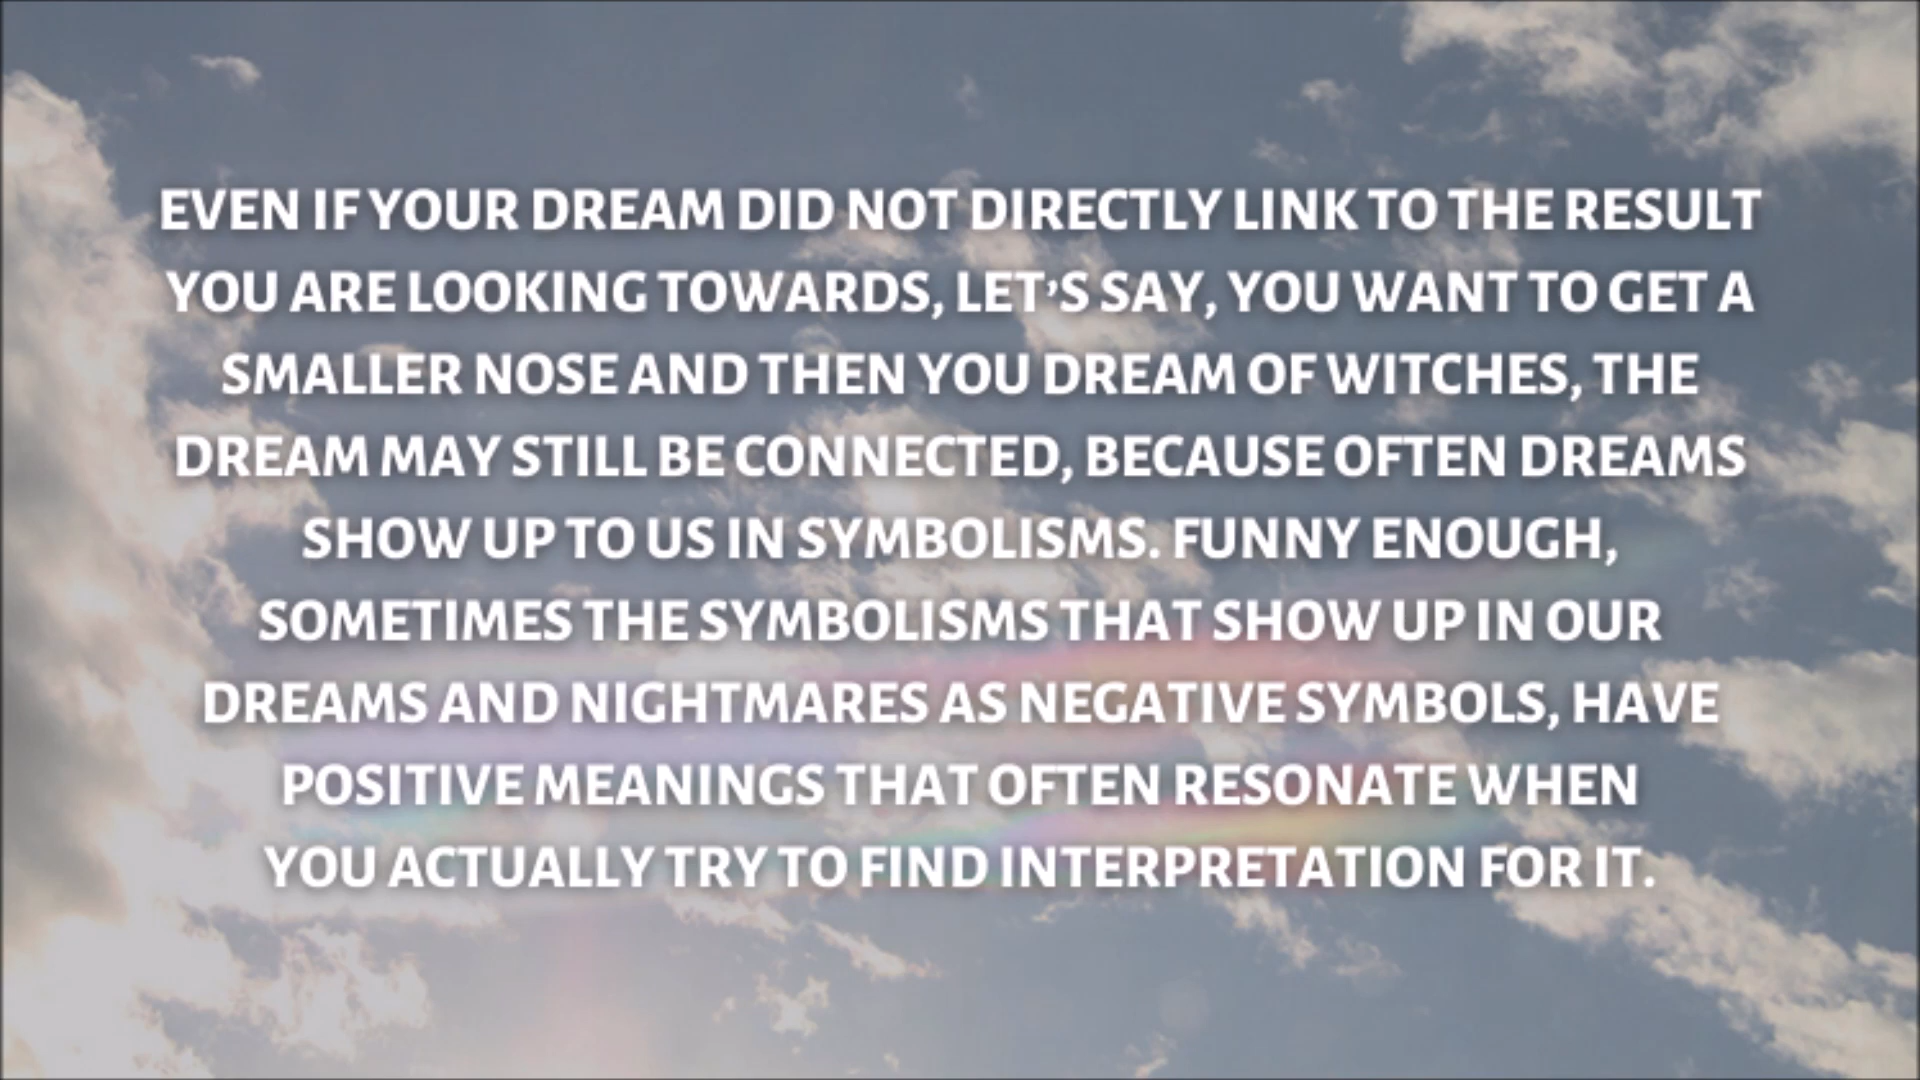 EVEN IF YOUR DREAM DID NOT DIRECTLY LINK TO THE RESULT
YOU ARE LOOKING TOWARDS, LET'S SAY, YOU WANT TO GET A
SMALLER NOSE AND THEN YOU DREAM OF WITCHES, THE
DREAM MAY STILL BE CONNECTED, BECAUSE OFTEN DREAMS
SHOW UP TO US IN SYMBOLISMS. FUNNY ENOUGH,
SOMETIMES THE SYMBOLISMS THAT SHOW UP IN OUR
DREAMS AND NIGHTMARES AS NEGATIVE SYMBOLS, HAVE
POSITIVE MEANINGS THAT OFTEN RESONATE WHEN
YOU ACTUALLY TRY TO FIND INTERPRETATION FOR IT.